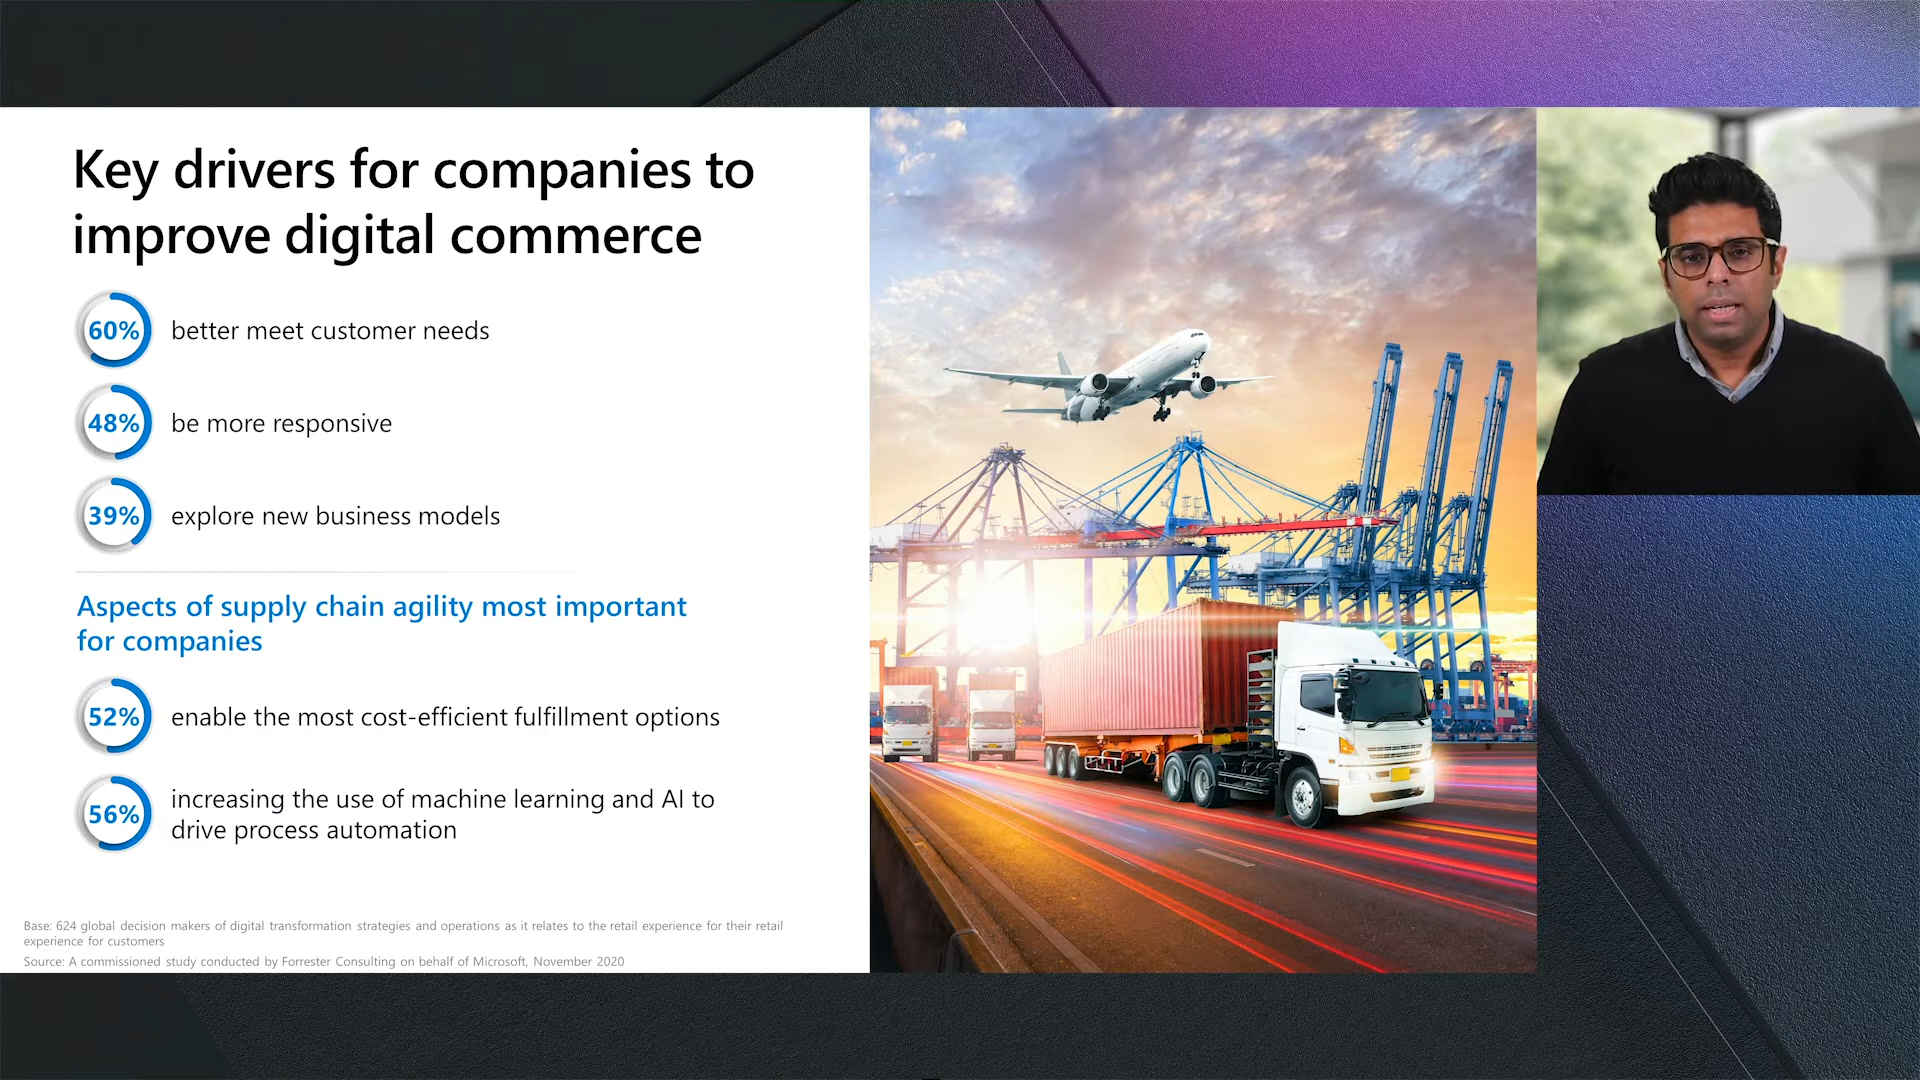 Key drivers for companies to
improve digital commerce
60% better meet customer needs
48% be more responsive
39% explore new business models
Aspects of supply chain agility most important
for companies
52% enable the most cost-efficient fulfillment options
56% increasing the use of machine learning and AI to
drive process automation
Base: 624 global decision makers of digital transformation strategies and operations as it relates to the retail experience for their retail
experience for customers
Source: A commissioned study conducted by Forrester Consulting on behalf of Microsoft, November 2020